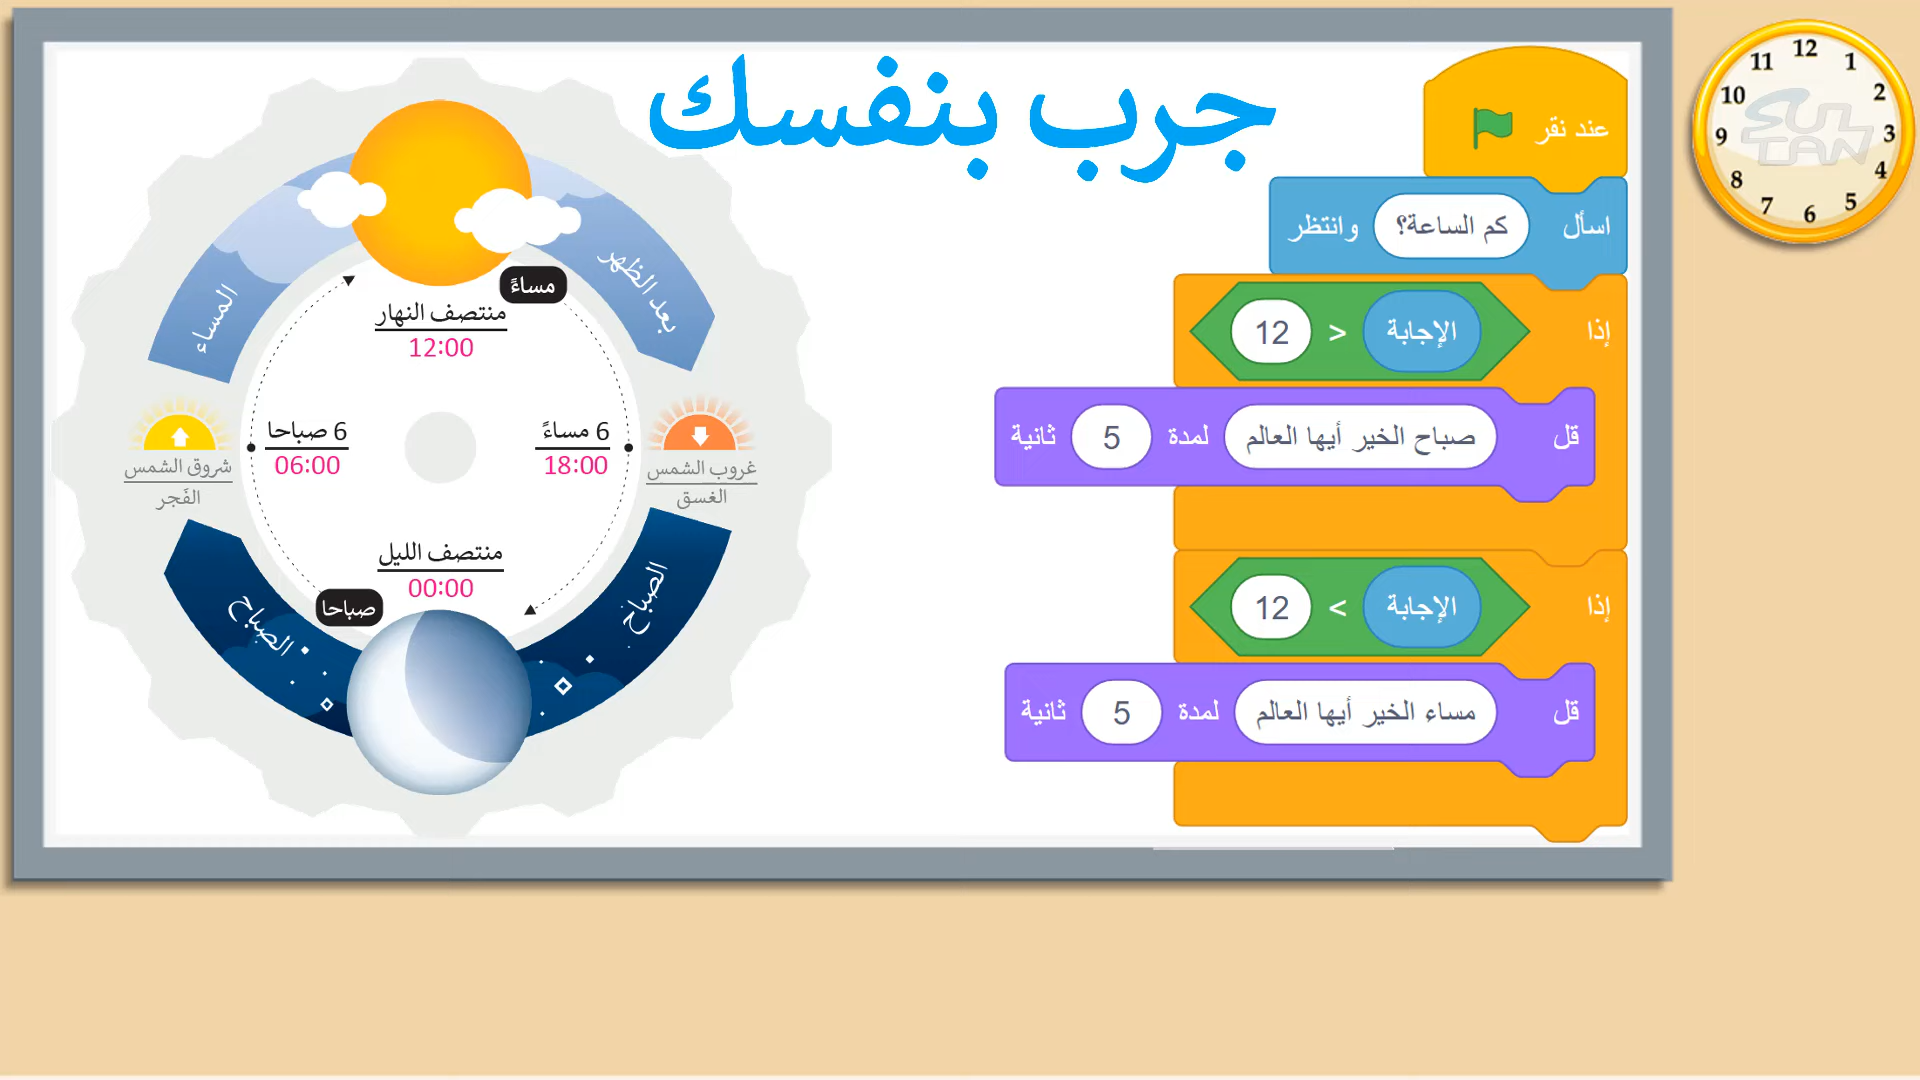 جرب بنفسك
عند نقر
اسأل كم الساعة؟ وانتظر
إذا الإجابة < 12
قل صباح الخير أيها العالم لمدة 5 ثانية
إذا الإجابة > 12
قل مساء الخير أيها العالم لمدة 5 ثانية
المساء
بعد الظهر
مساءً
منتصف النهار
12:00
6 مساءً
18:00
6 صباحا
06:00
غروب الشمس
الغسق
شروق الشمس
الفَجر
منتصف الليل
00:00
صباحا
الصباح
الصباح
12
1
2
3
4
5
6
7
8
9
10
11
SULTAN